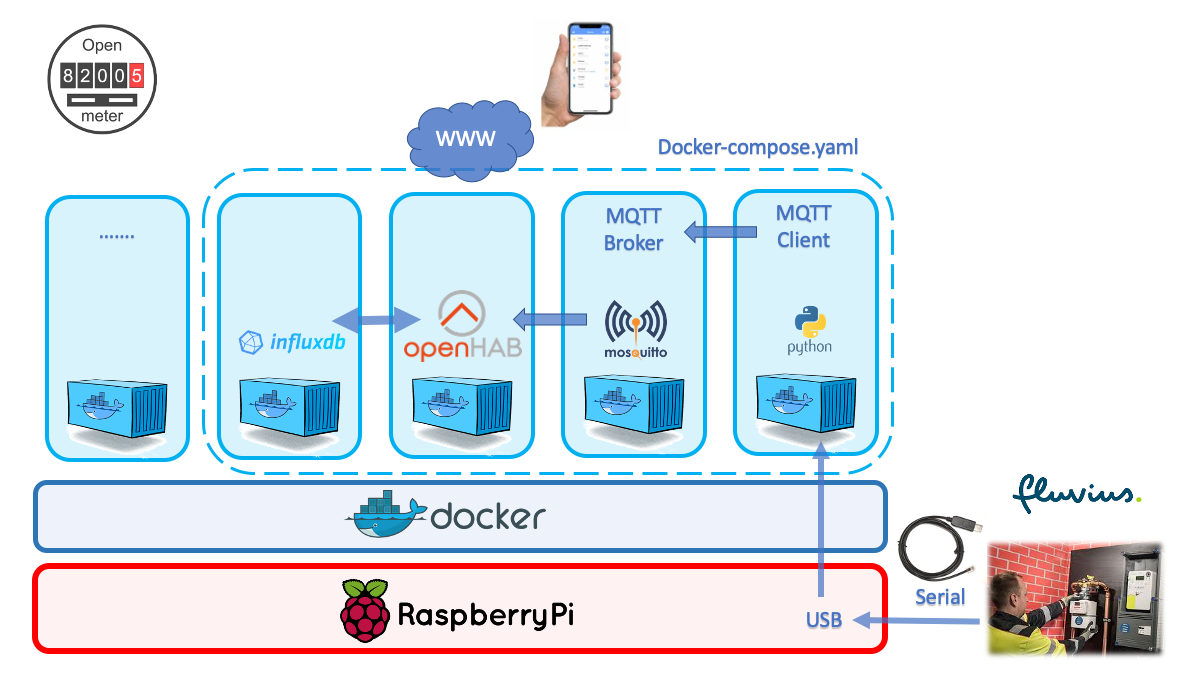 Open
82005
meter
WWW
Docker-compose.yaml
.......
MQTT
Broker
MQTT
Client
influxdb
openHAB
mosquitto
python
docker
fluvius.
RaspberryPi
USB
Serial